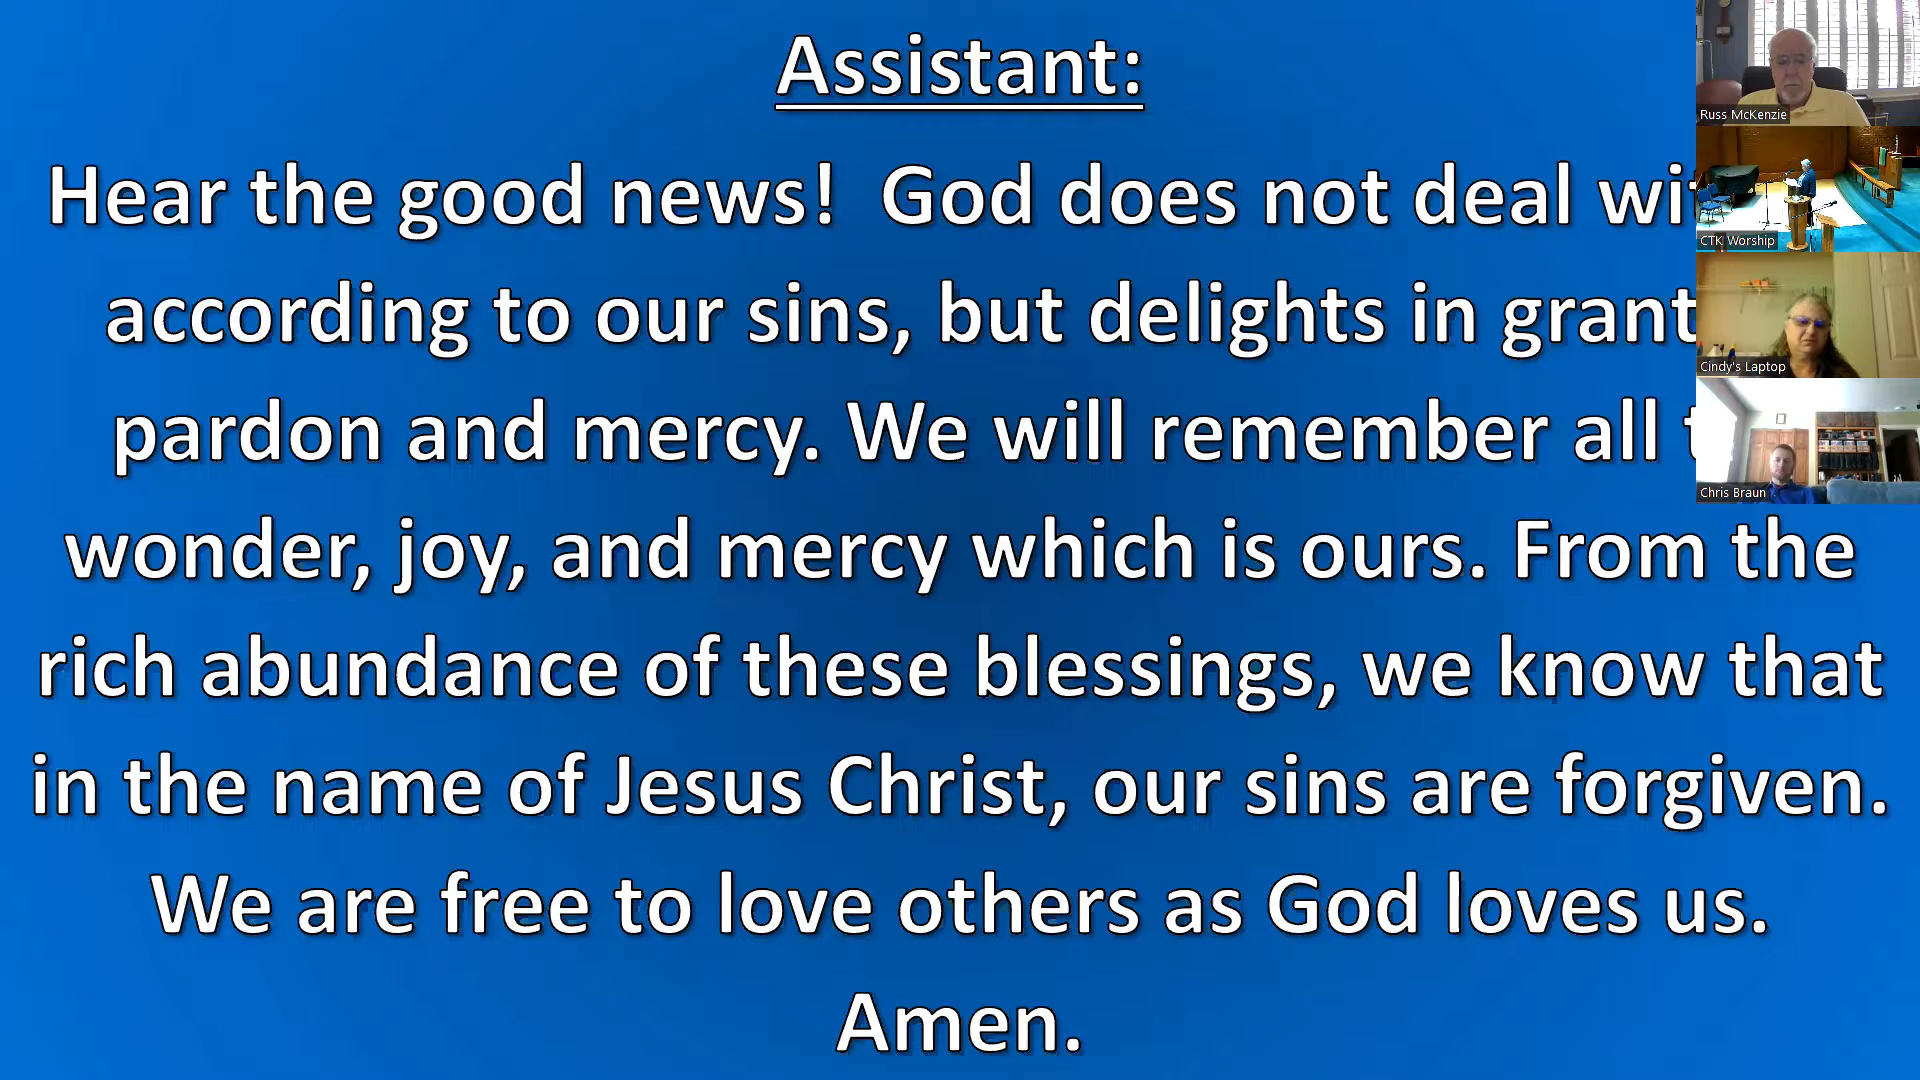 Assistant:
Hear the good news! God does not deal
according to our sins, but delights in
pardon and mercy. We will remember all
wonder, joy, and mercy which is ours. From the
rich abundance of these blessings, we know that
in the name of Jesus Christ, our sins are forgiven.
We are free to love others as God loves us.
Amen.
Russ McKenzie
CTK Worship
Cindy's Laptop
Chris Braun